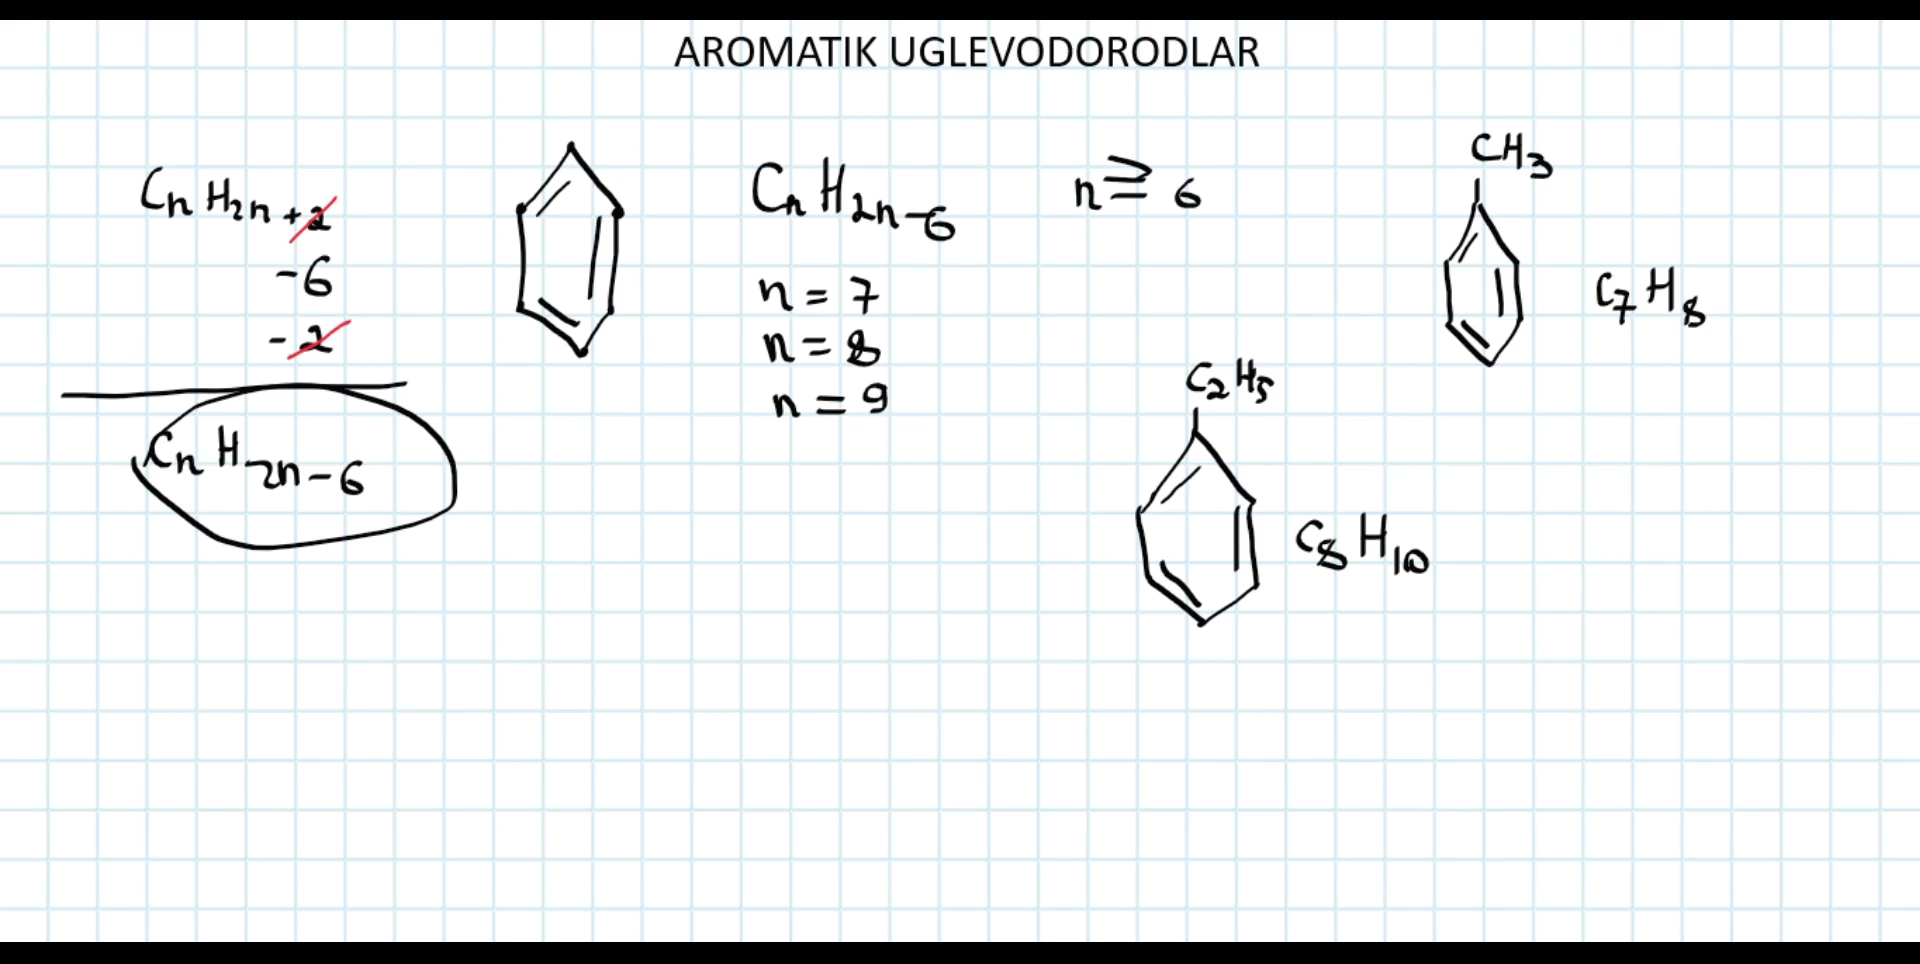 AROMATIK UGLEVODORODLAR
CnH2n+2
-6
-2
CnH2n-6
CnH2n-6
n ≥ 6
n = 7
n = 8
n = 9
CH3
C7H8
C2H5
C8H10